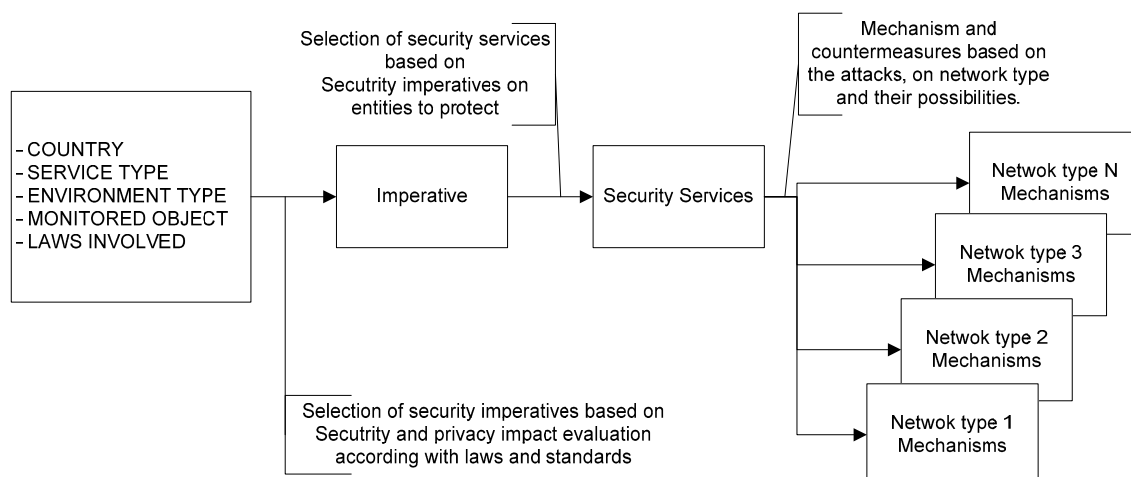 Selection of security services
based on
Secutrity imperatives on
entities to protect
Mechanism and
countermeasures based on
the attacks, on network type
and their possibilities.
- COUNTRY
- SERVICE TYPE
- ENVIRONMENT TYPE
- MONITORED OBJECT
- LAWS INVOLVED
Imperative
Security Services
Netwok type N
Mechanisms
Netwok type 3
Mechanisms
Netwok type 2
Mechanisms
Netwok type 1
Mechanisms
Selection of security imperatives based on
Secutrity and privacy impact evaluation
according with laws and standards